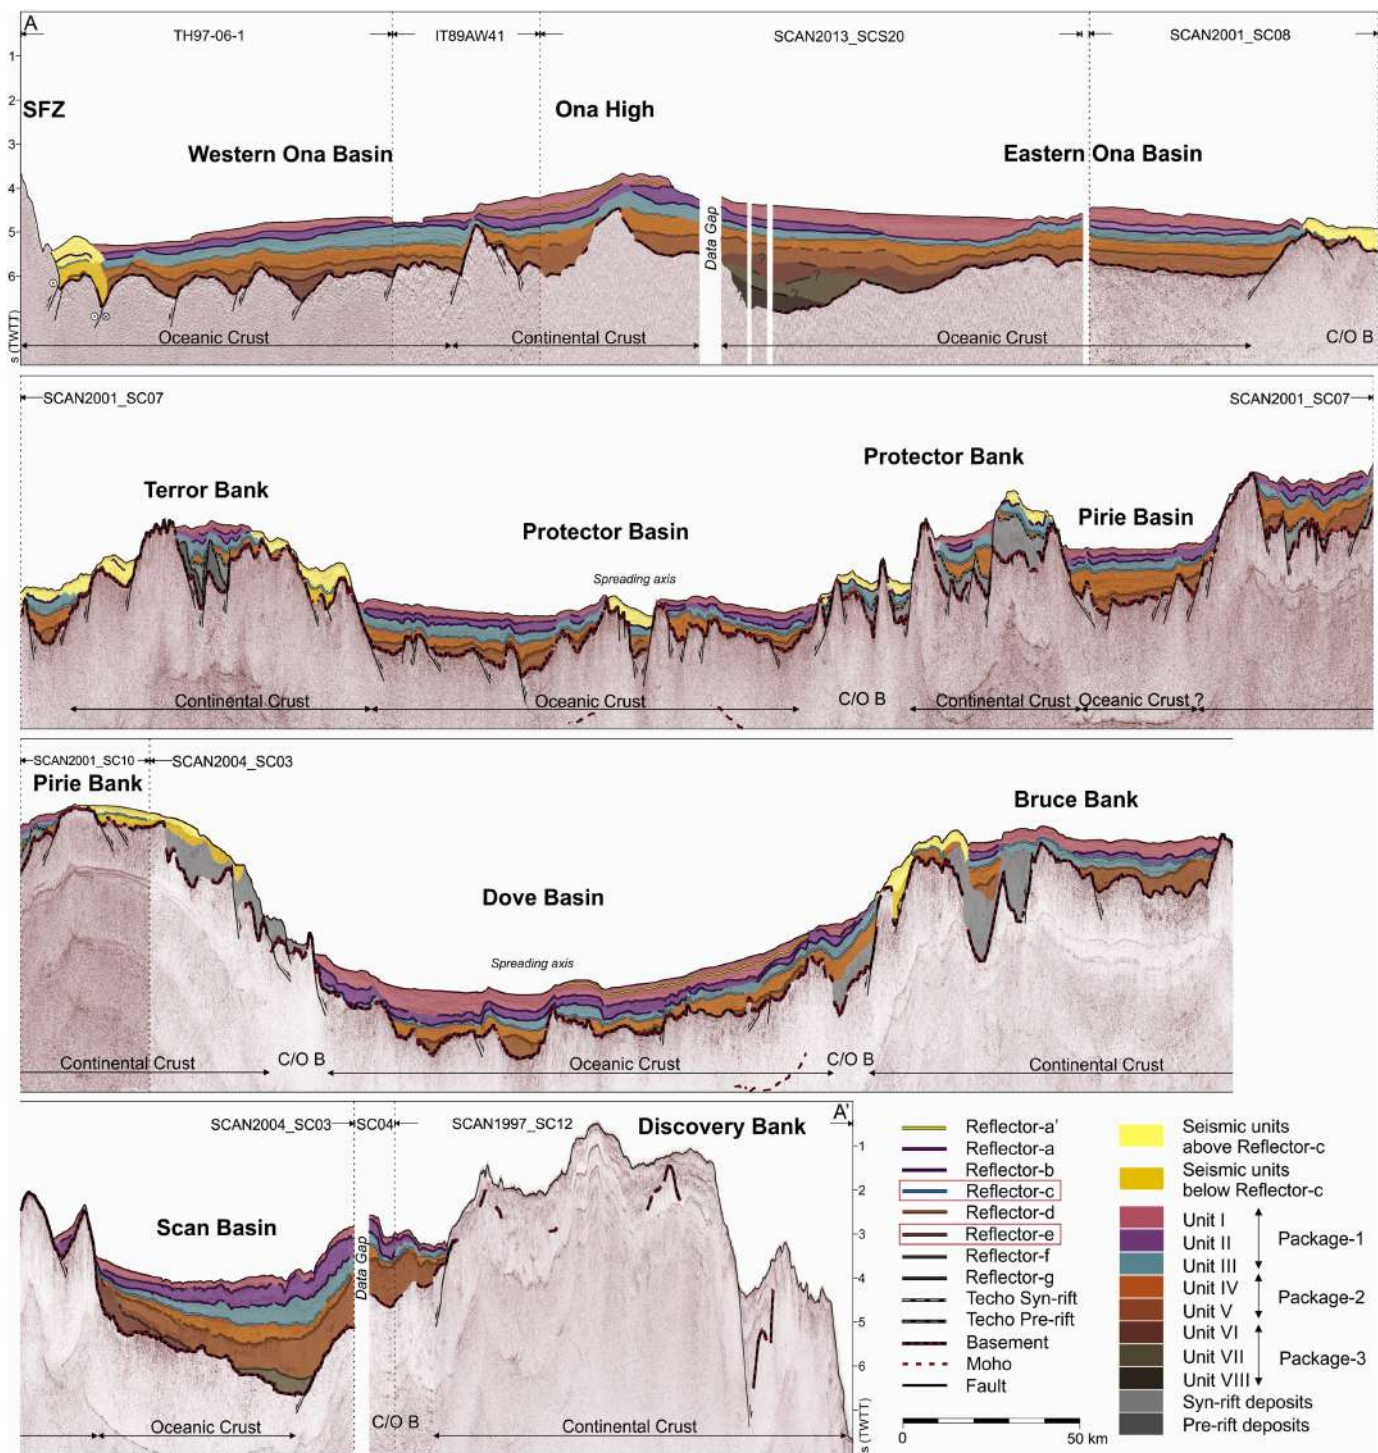 A
TH97-06-1
IT89AW41
SCAN2013_SCS20
SCAN2001_SC08
1
2
3
4
5
6
s (TWTT)
SFZ
Ona High
Western Ona Basin
Eastern Ona Basin
Data Gap
?
?
Oceanic Crust
Continental Crust
Oceanic Crust
C/O B
SCAN2001_SC07
SCAN2001_SC07
Protector Bank
Terror Bank
Pirie Basin
Protector Basin
Spreading axis
Continental Crust
Oceanic Crust
C/O B
Continental Crust
Oceanic Crust ?
SCAN2001_SC10
SCAN2004_SC03
Pirie Bank
Bruce Bank
Dove Basin
Spreading axis
Continental Crust
C/O B
Oceanic Crust
C/O B
Continental Crust
SCAN2004_SC03
SC04
SCAN1997_SC12
A'
Discovery Bank
Scan Basin
Data Gap
1
2
3
4
5
6
s (TWTT)
Oceanic Crust
C/O B
Continental Crust
Reflector-a'
Reflector-a
Reflector-b
Reflector-c
Reflector-d
Reflector-e
Reflector-f
Reflector-g
Techo Syn-rift
Techo Pre-rift
Basement
Moho
Fault
0
50 km
Seismic units
above Reflector-c
Seismic units
below Reflector-c
Unit I
Unit II
Unit III
Package-1
Unit IV
Unit V
Package-2
Unit VI
Unit VII
Unit VIII
Package-3
Syn-rift deposits
Pre-rift deposits